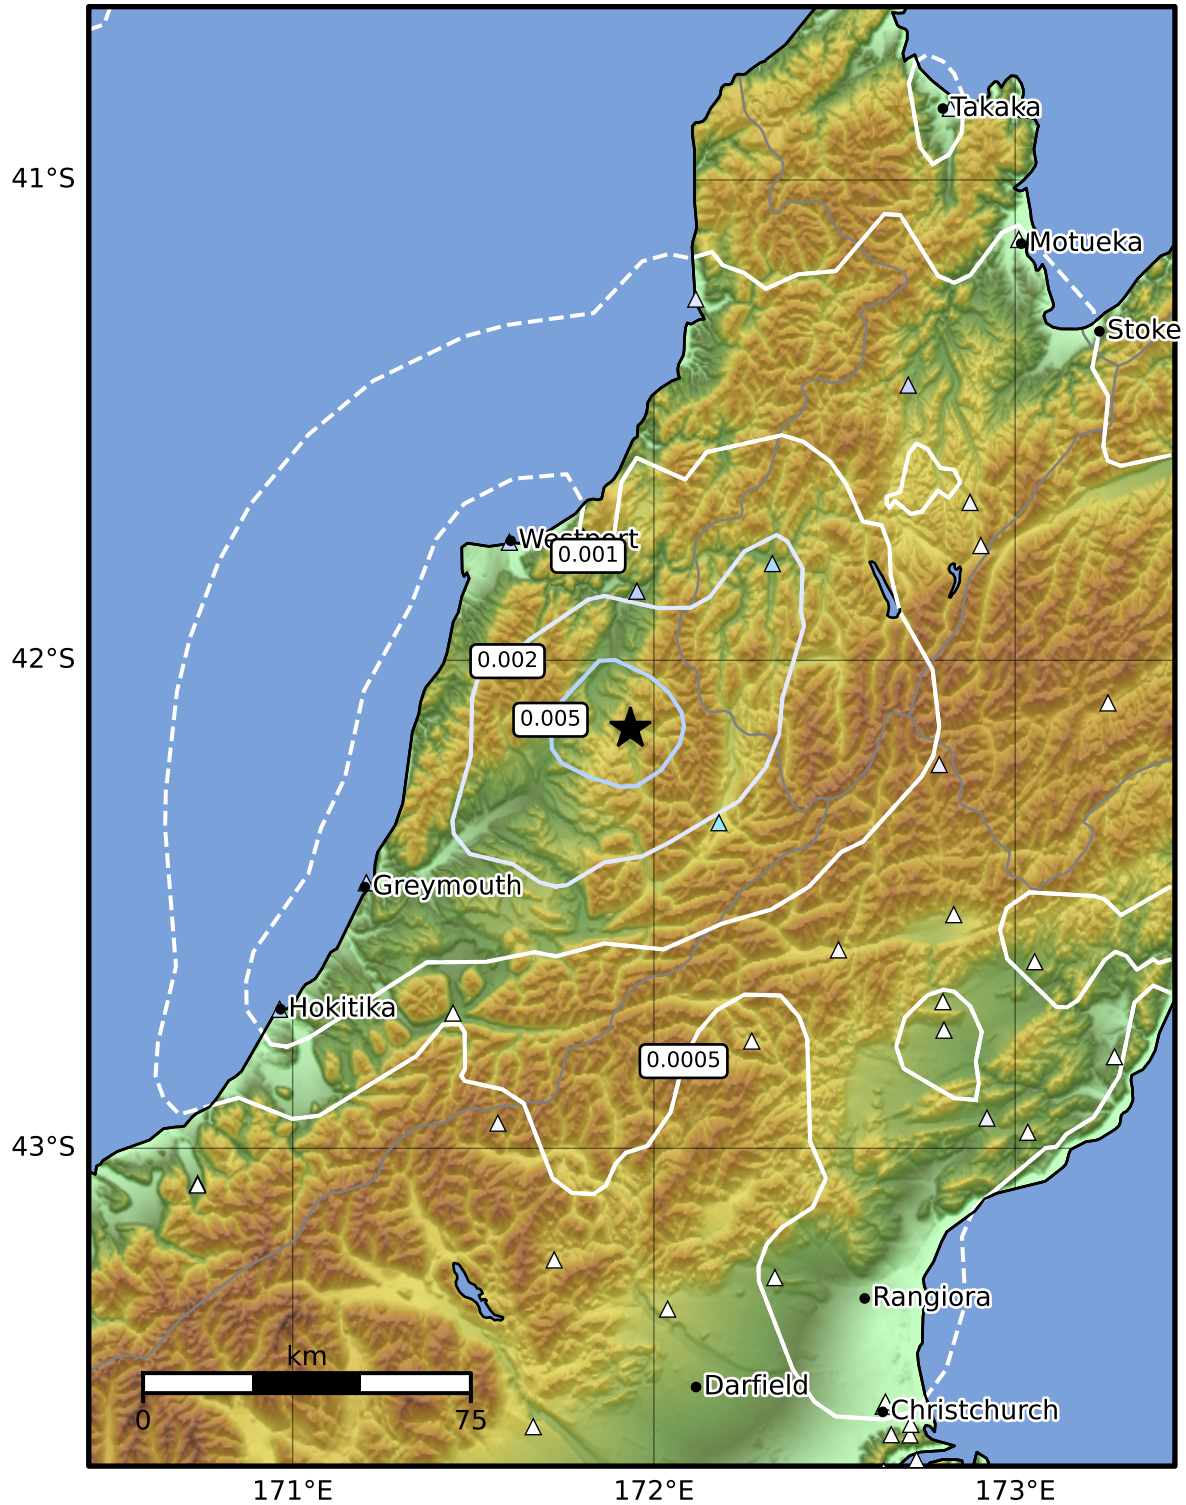 Takaka
41°S
Motueka
Stoke
Westport
0.001
42°S
0.002
0.005
Greymouth
Hokitika
0.0005
43°S
Rangiora
km
Darfield
0
75
Christchurch
171°E
172°E
173°E